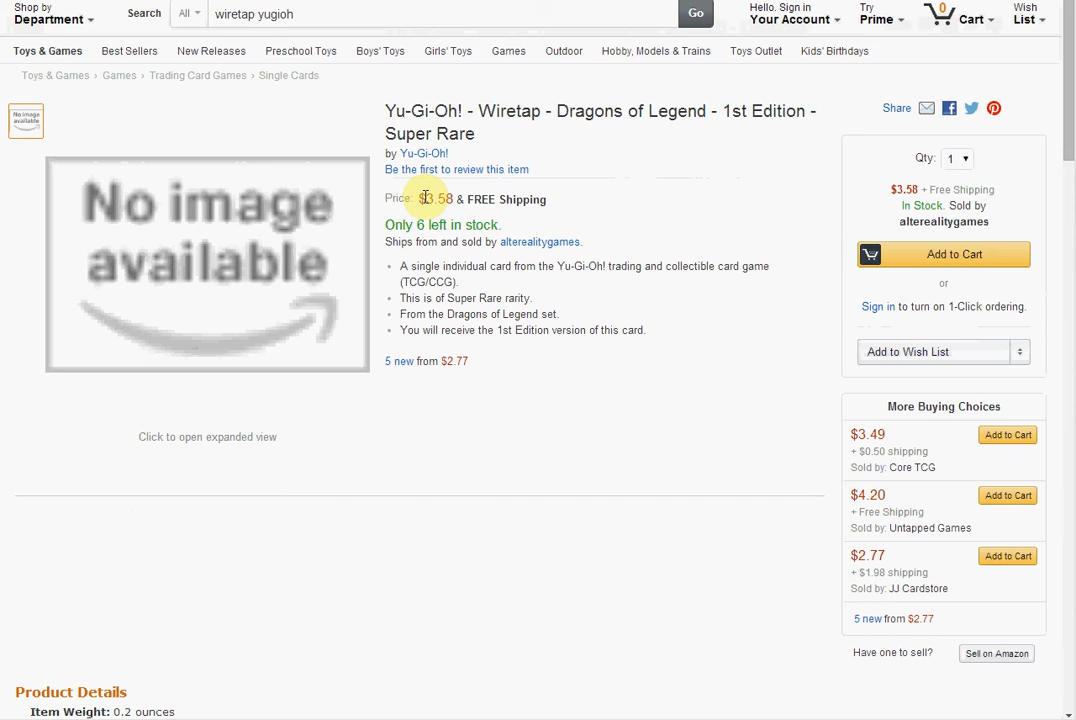 Shop by
Department
Search
All
wiretap yugioh
Go
Hello. Sign in
Your Account
Try
Prime
0
Cart
Wish
List
Toys & Games
Best Sellers
New Releases
Preschool Toys
Boys' Toys
Girls' Toys
Games
Outdoor
Hobby, Models & Trains
Toys Outlet
Kids' Birthdays
Toys & Games › Games › Trading Card Games › Single Cards
No image
available
No image
available
Click to open expanded view
Yu-Gi-Oh! - Wiretap - Dragons of Legend - 1st Edition -
Super Rare
by Yu-Gi-Oh!
Be the first to review this item
Price: $3.58 & FREE Shipping
Only 6 left in stock.
Ships from and sold by alterealitygames.
A single individual card from the Yu-Gi-Oh! trading and collectible card game
(TCG/CCG).
This is of Super Rare rarity.
From the Dragons of Legend set.
You will receive the 1st Edition version of this card.
5 new from $2.77
Share
Qty: 1
$3.58 + Free Shipping
In Stock. Sold by
alterealitygames
Add to Cart
or
Sign in to turn on 1-Click ordering.
Add to Wish List
More Buying Choices
$3.49
Add to Cart
+ $0.50 shipping
Sold by: Core TCG
$4.20
Add to Cart
+ Free Shipping
Sold by: Untapped Games
$2.77
Add to Cart
+ $1.98 shipping
Sold by: JJ Cardstore
5 new from $2.77
Have one to sell?
Sell on Amazon
Product Details
Item Weight: 0.2 ounces